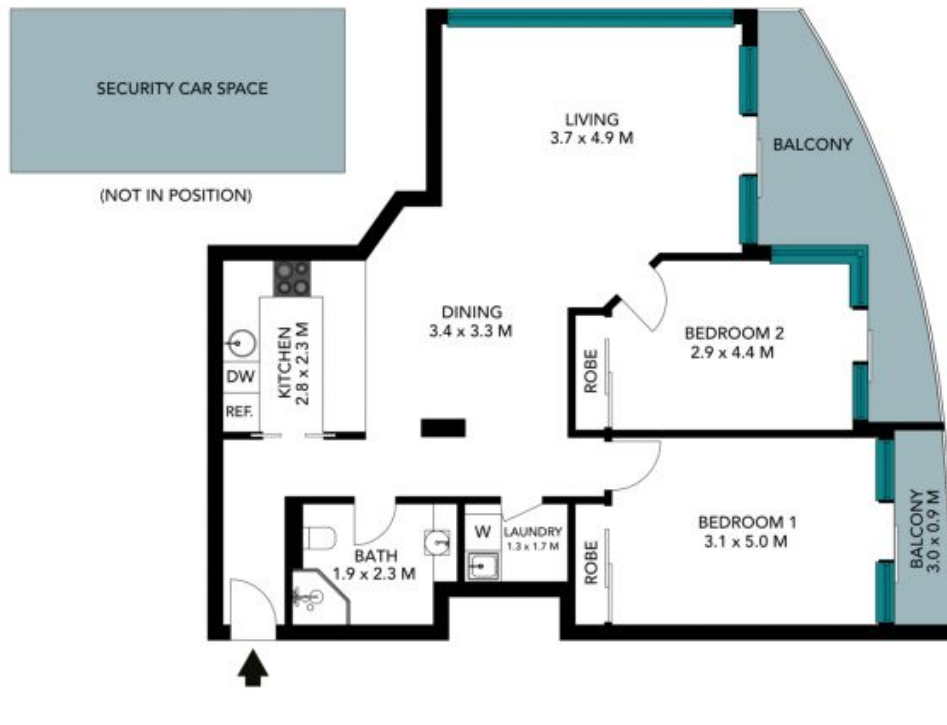 SECURITY CAR SPACE
(NOT IN POSITION)
LIVING
3.7 x 4.9 M
BALCONY
DINING
3.4 x 3.3 M
KITCHEN
2.8 x 2.3 M
DW
REF.
BEDROOM 2
2.9 x 4.4 M
ROBE
BEDROOM 1
3.1 x 5.0 M
ROBE
BALCONY
3.0 x 0.9 M
BATH
1.9 x 2.3 M
W
LAUNDRY
1.3 x 1.7 M